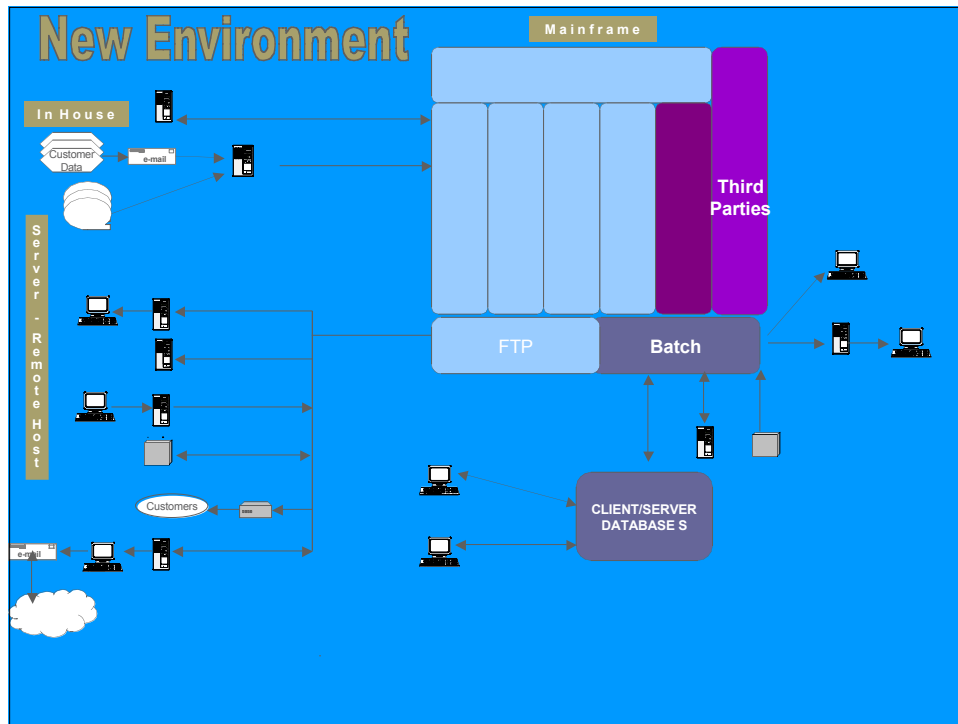 New Environment
Mainframe
In House
Customer
Data
e-mail
Third
Parties
Server - Remote Host
FTP
Batch
Customers
CLIENT/SERVER
DATABASE S
e-mail